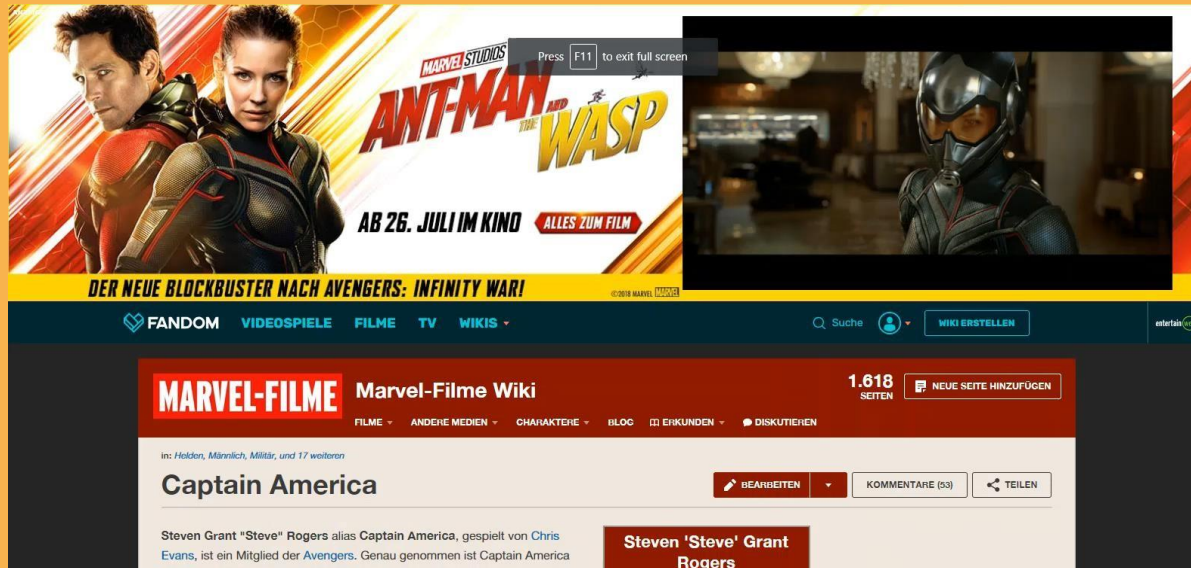 MARVEL STUDIOS
ANT-MAN
AND
THE WASP
AB 26. JULI IM KINO
ALLES ZUM FILM
DER NEUE BLOCKBUSTER NACH AVENGERS: INFINITY WAR!
©2018 MARVEL
Press F11 to exit full screen
FANDOM VIDEOSPIELE FILME TV WIKIS
Suche
WIKI ERSTELLEN
entertain
MARVEL-FILME
Marvel-Filme Wiki
1.618
SEITEN
NEUE SEITE HINZUFÜGEN
FILME ANDERE MEDIEN CHARAKTERE BLOG ERKUNDEN DISKUTIEREN
in: Helden, Männlich, Militär, und 17 weiteren
Captain America
BEARBEITEN
KOMMENTARE (53)
TEILEN
Steven Grant "Steve" Rogers alias Captain America, gespielt von Chris
Evans, ist ein Mitglied der Avengers. Genau genommen ist Captain America
Steven 'Steve' Grant
Rogers